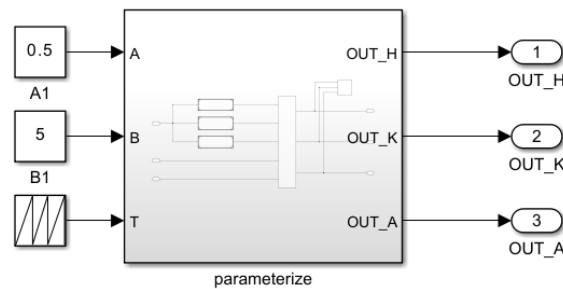 0.5
A1
5
B1
A
B
T
OUT_H
OUT_K
OUT_A
parameterize
1
OUT_H
2
OUT_K
3
OUT_A